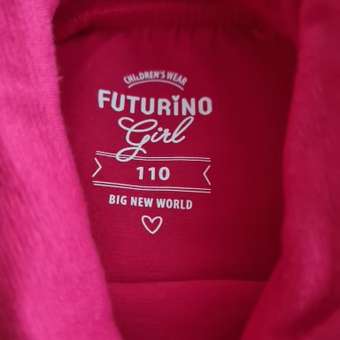 CHILDREN'S WEAR
FUTURINO
Girl
110
BIG NEW WORLD